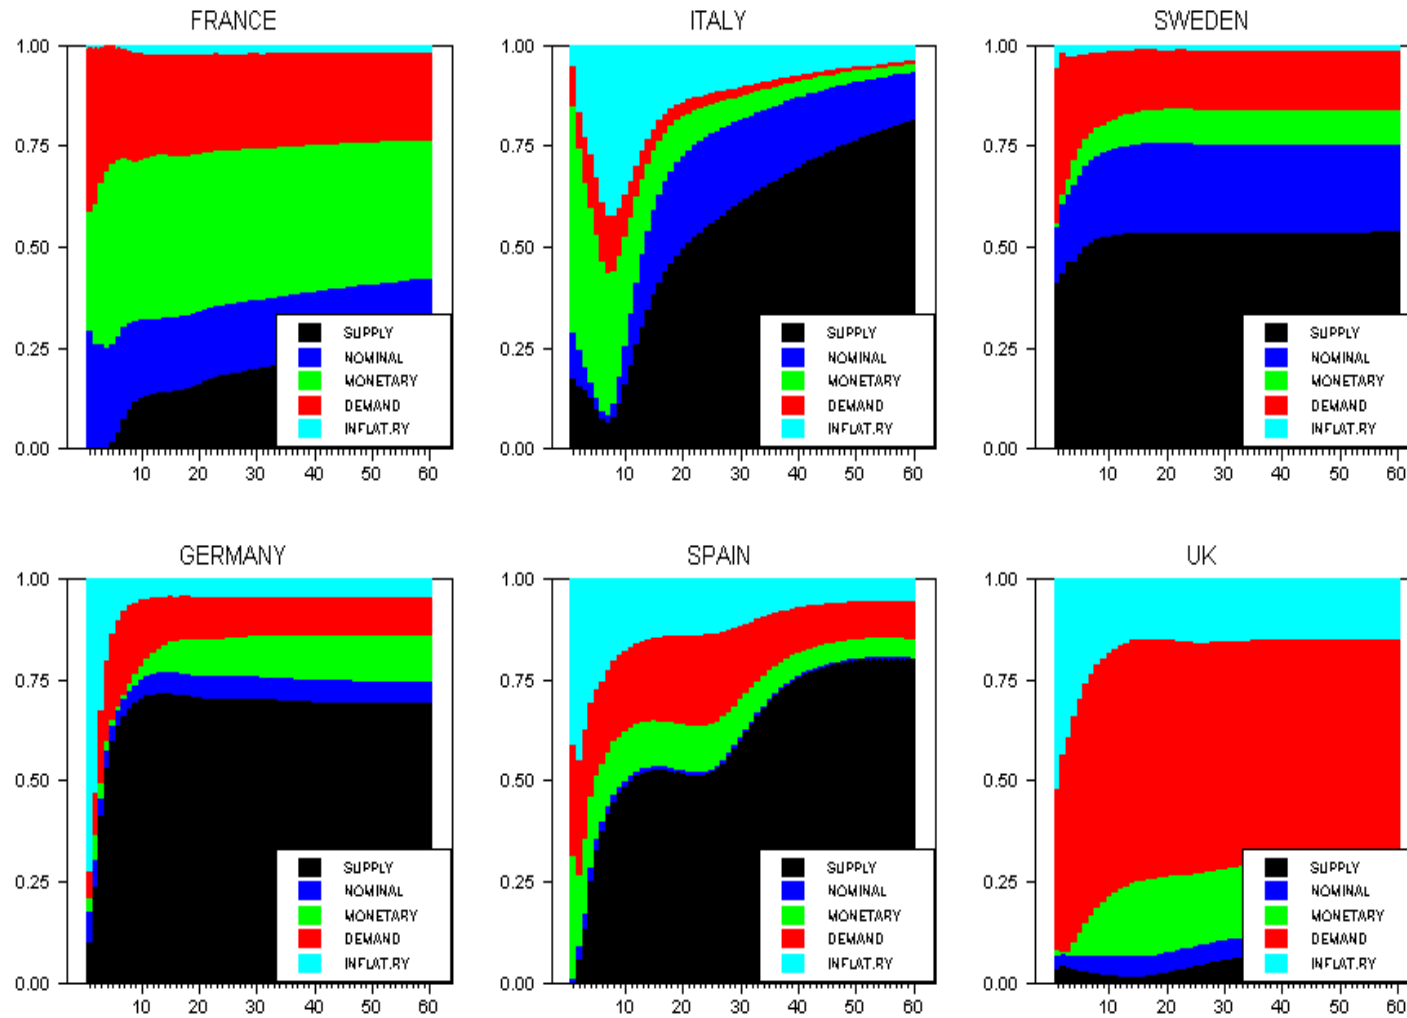 FRANCE
1.00
0.75
0.50
0.25
0.00
10 20 30 40 50 60
SUPPLY
NOMINAL
MONETARY
DEMAND
INFLAT.RY
ITALY
1.00
0.75
0.50
0.25
0.00
10 20 30 40 50 60
SUPPLY
NOMINAL
MONETARY
DEMAND
INFLAT.RY
SWEDEN
1.00
0.75
0.50
0.25
0.00
10 20 30 40 50 60
SUPPLY
NOMINAL
MONETARY
DEMAND
INFLAT.RY
GERMANY
1.00
0.75
0.50
0.25
0.00
10 20 30 40 50 60
SUPPLY
NOMINAL
MONETARY
DEMAND
INFLAT.RY
SPAIN
1.00
0.75
0.50
0.25
0.00
10 20 30 40 50 60
SUPPLY
NOMINAL
MONETARY
DEMAND
INFLAT.RY
UK
1.00
0.75
0.50
0.25
0.00
10 20 30 40 50 60
SUPPLY
NOMINAL
MONETARY
DEMAND
INFLAT.RY